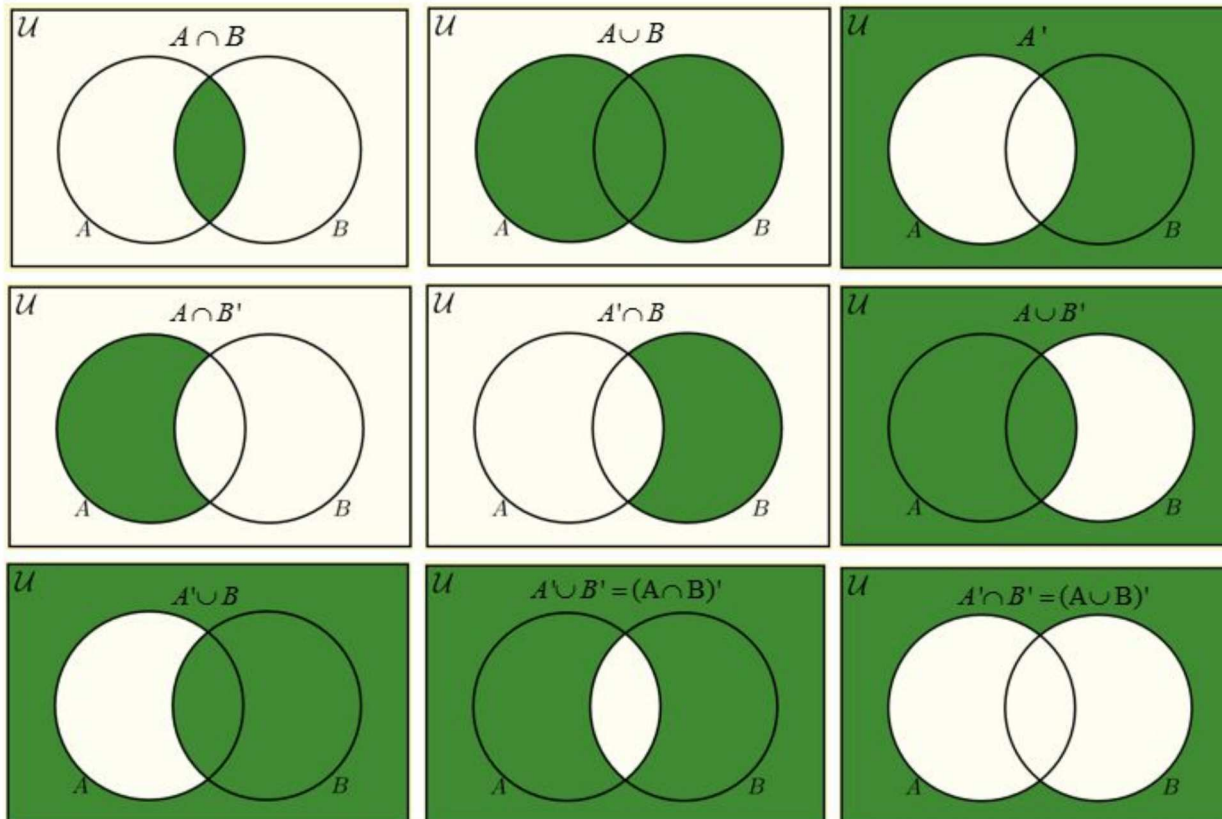 𝒰
A ∩ B
A
B
𝒰
A ∪ B
A
B
𝒰
A'
A
B
𝒰
A ∩ B'
A
B
𝒰
A' ∩ B
A
B
𝒰
A ∪ B'
A
B
𝒰
A' ∪ B
A
B
𝒰
A' ∪ B' = (A ∩ B)'
A
B
𝒰
A' ∩ B' = (A ∪ B)'
A
B